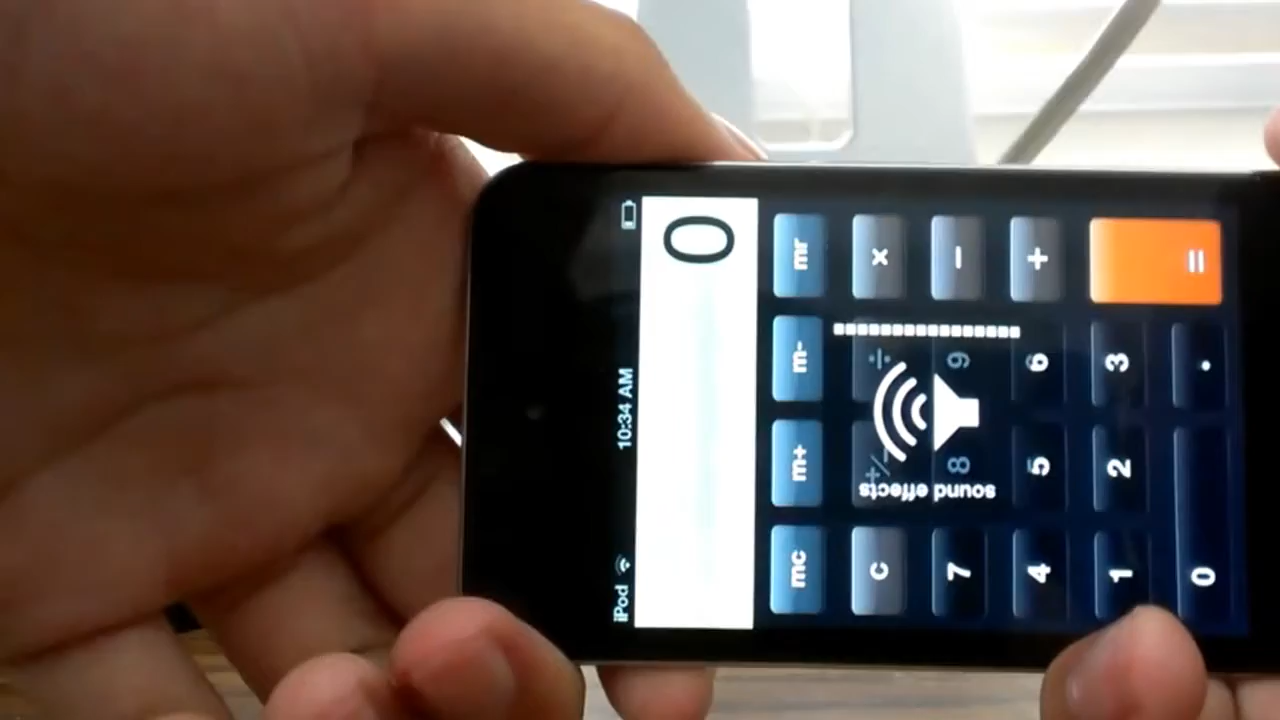 iPod 10:34 AM
0
mc m+ m- mr
C +/- ÷ ×
7 8 9 −
4 5 6 +
1 2 3 =
0 .
sound effects